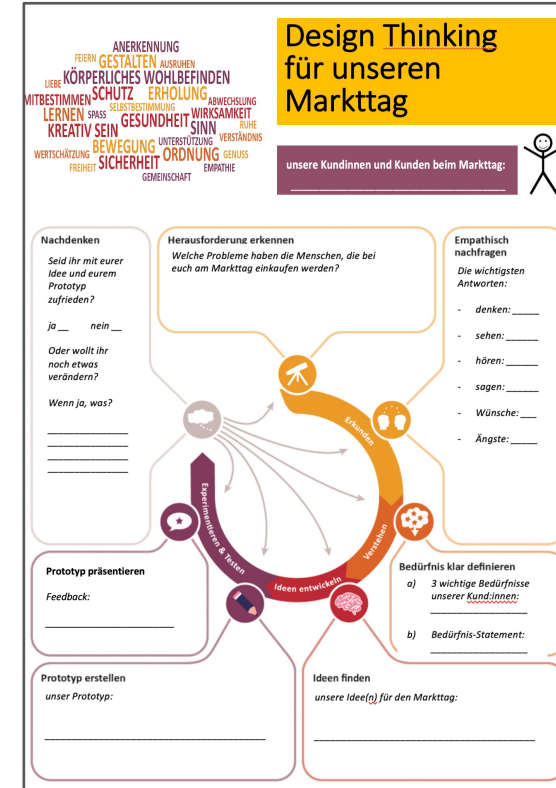 ANERKENNUNG
FEIERN GESTALTEN AUSRUHEN
LIEBE KÖRPERLICHES WOHLBEFINDEN
MITBESTIMMEN SCHUTZ ERHOLUNG ABWECHSLUNG
LERNEN SPASS SELBSTBESTIMMUNG WIRKSAMKEIT
KREATIV SEIN GESUNDHEIT SINN RUHE
WERTSCHÄTZUNG BEWEGUNG UNTERSTÜTZUNG VERSTÄNDNIS
FREIHEIT SICHERHEIT ORDNUNG GENUSS
GEMEINSCHAFT EMPATHIE
Design Thinking
für unseren
Markttag
unsere Kundinnen und Kunden beim Markttag:
Nachdenken
Seid ihr mit eurer
Idee und eurem
Prototyp
zufrieden?
ja __ nein __
Oder wollt ihr
noch etwas
verändern?
Wenn ja, was?
Herausforderung erkennen
Welche Probleme haben die Menschen, die bei
euch am Markttag einkaufen werden?
Empathisch
nachfragen
Die wichtigsten
Antworten:
- denken: _____
- sehen: ______
- hören: ______
- sagen: ______
- Wünsche: ___
- Ängste: _____
Erkunden
Verstehen
Ideen entwickeln
Experimentieren & Testen
Bedürfnis klar definieren
a) 3 wichtige Bedürfnisse
unserer Kund:innen:
b) Bedürfnis-Statement:
Prototyp präsentieren
Feedback:
Prototyp erstellen
unser Prototyp:
Ideen finden
unsere Idee(n) für den Markttag: